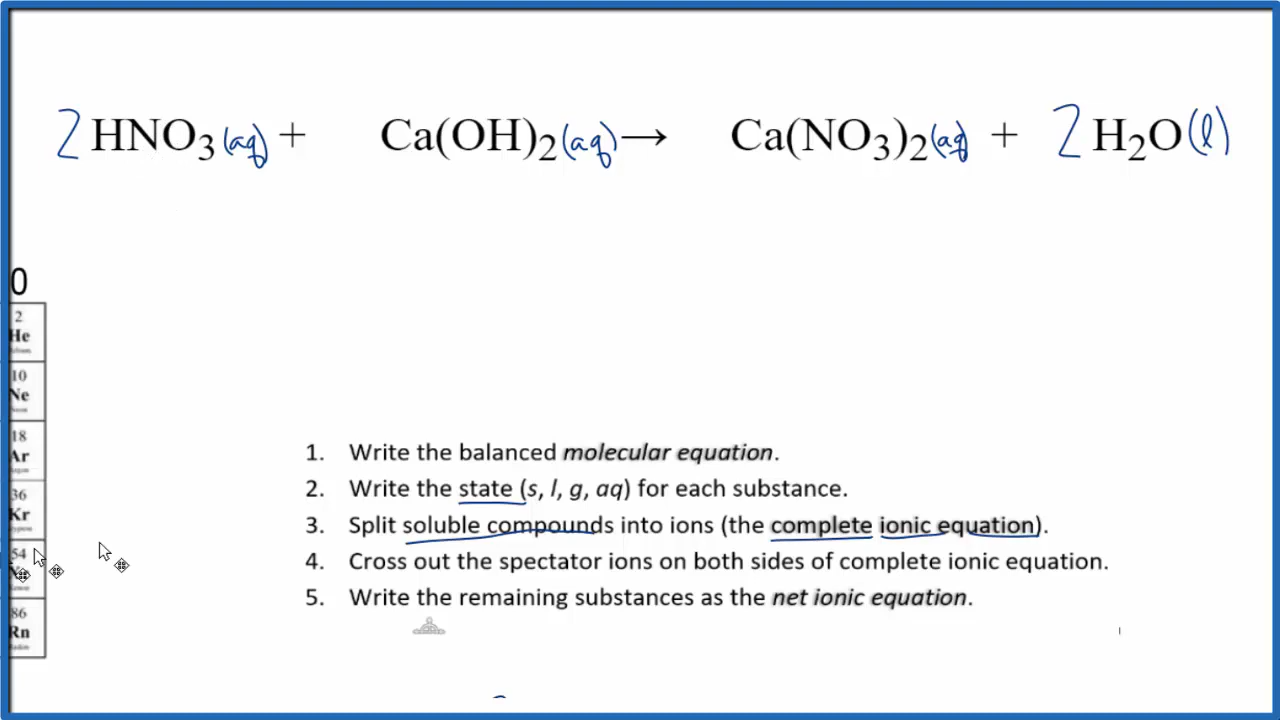 2 HNO3 (aq) + Ca(OH)2 (aq) → Ca(NO3)2 (aq) + 2 H2O (l)
0
2
He
10
Ne
18
Ar
36
Kr
54
86
Rn
1. Write the balanced molecular equation.
2. Write the state (s, l, g, aq) for each substance.
3. Split soluble compounds into ions (the complete ionic equation).
4. Cross out the spectator ions on both sides of complete ionic equation.
5. Write the remaining substances as the net ionic equation.